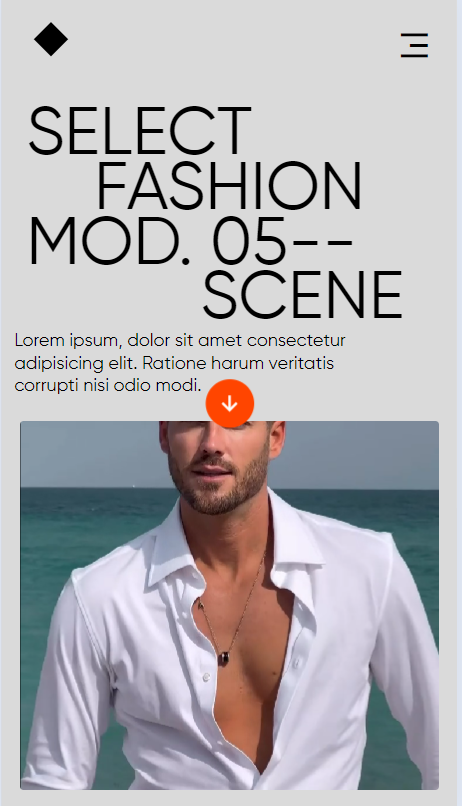 SELECT
FASHION
MOD. 05--
SCENE
Lorem ipsum, dolor sit amet consectetur
adipisicing elit. Ratione harum veritatis
corrupti nisi odio modi.